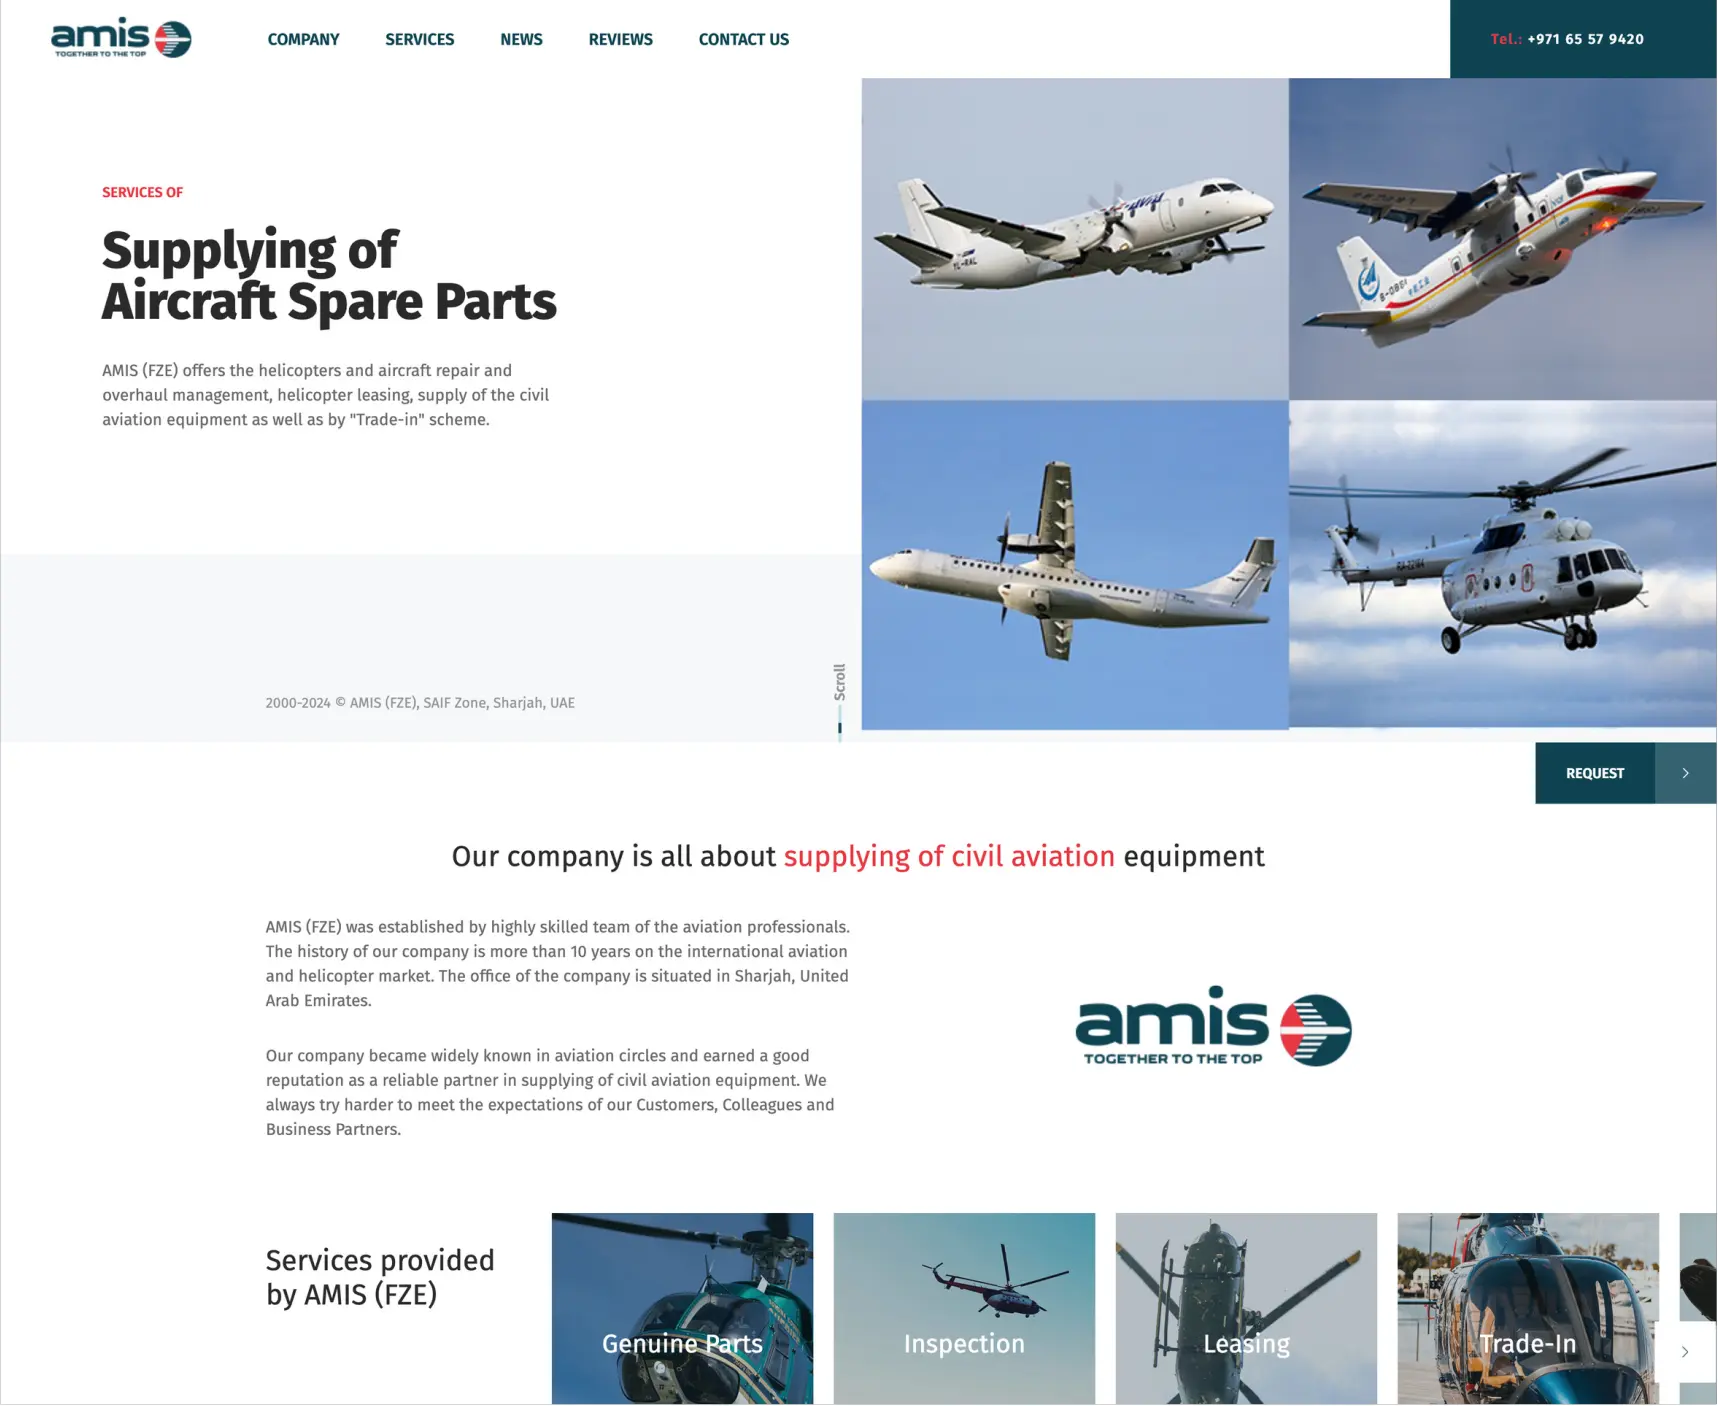 amis
TOGETHER TO THE TOP
COMPANY
SERVICES
NEWS
REVIEWS
CONTACT US
Tel.: +971 65 57 9420
SERVICES OF
Supplying of
Aircraft Spare Parts
AMIS (FZE) offers the helicopters and aircraft repair and
overhaul management, helicopter leasing, supply of the civil
aviation equipment as well as by "Trade-in" scheme.
YL-RAL
RA-22164
2000-2024 © AMIS (FZE), SAIF Zone, Sharjah, UAE
Scroll
REQUEST
Our company is all about supplying of civil aviation equipment
AMIS (FZE) was established by highly skilled team of the aviation professionals.
The history of our company is more than 10 years on the international aviation
and helicopter market. The office of the company is situated in Sharjah, United
Arab Emirates.
Our company became widely known in aviation circles and earned a good
reputation as a reliable partner in supplying of civil aviation equipment. We
always try harder to meet the expectations of our Customers, Colleagues and
Business Partners.
amis
TOGETHER TO THE TOP
Services provided
by AMIS (FZE)
Genuine Parts
Inspection
Leasing
Trade-In